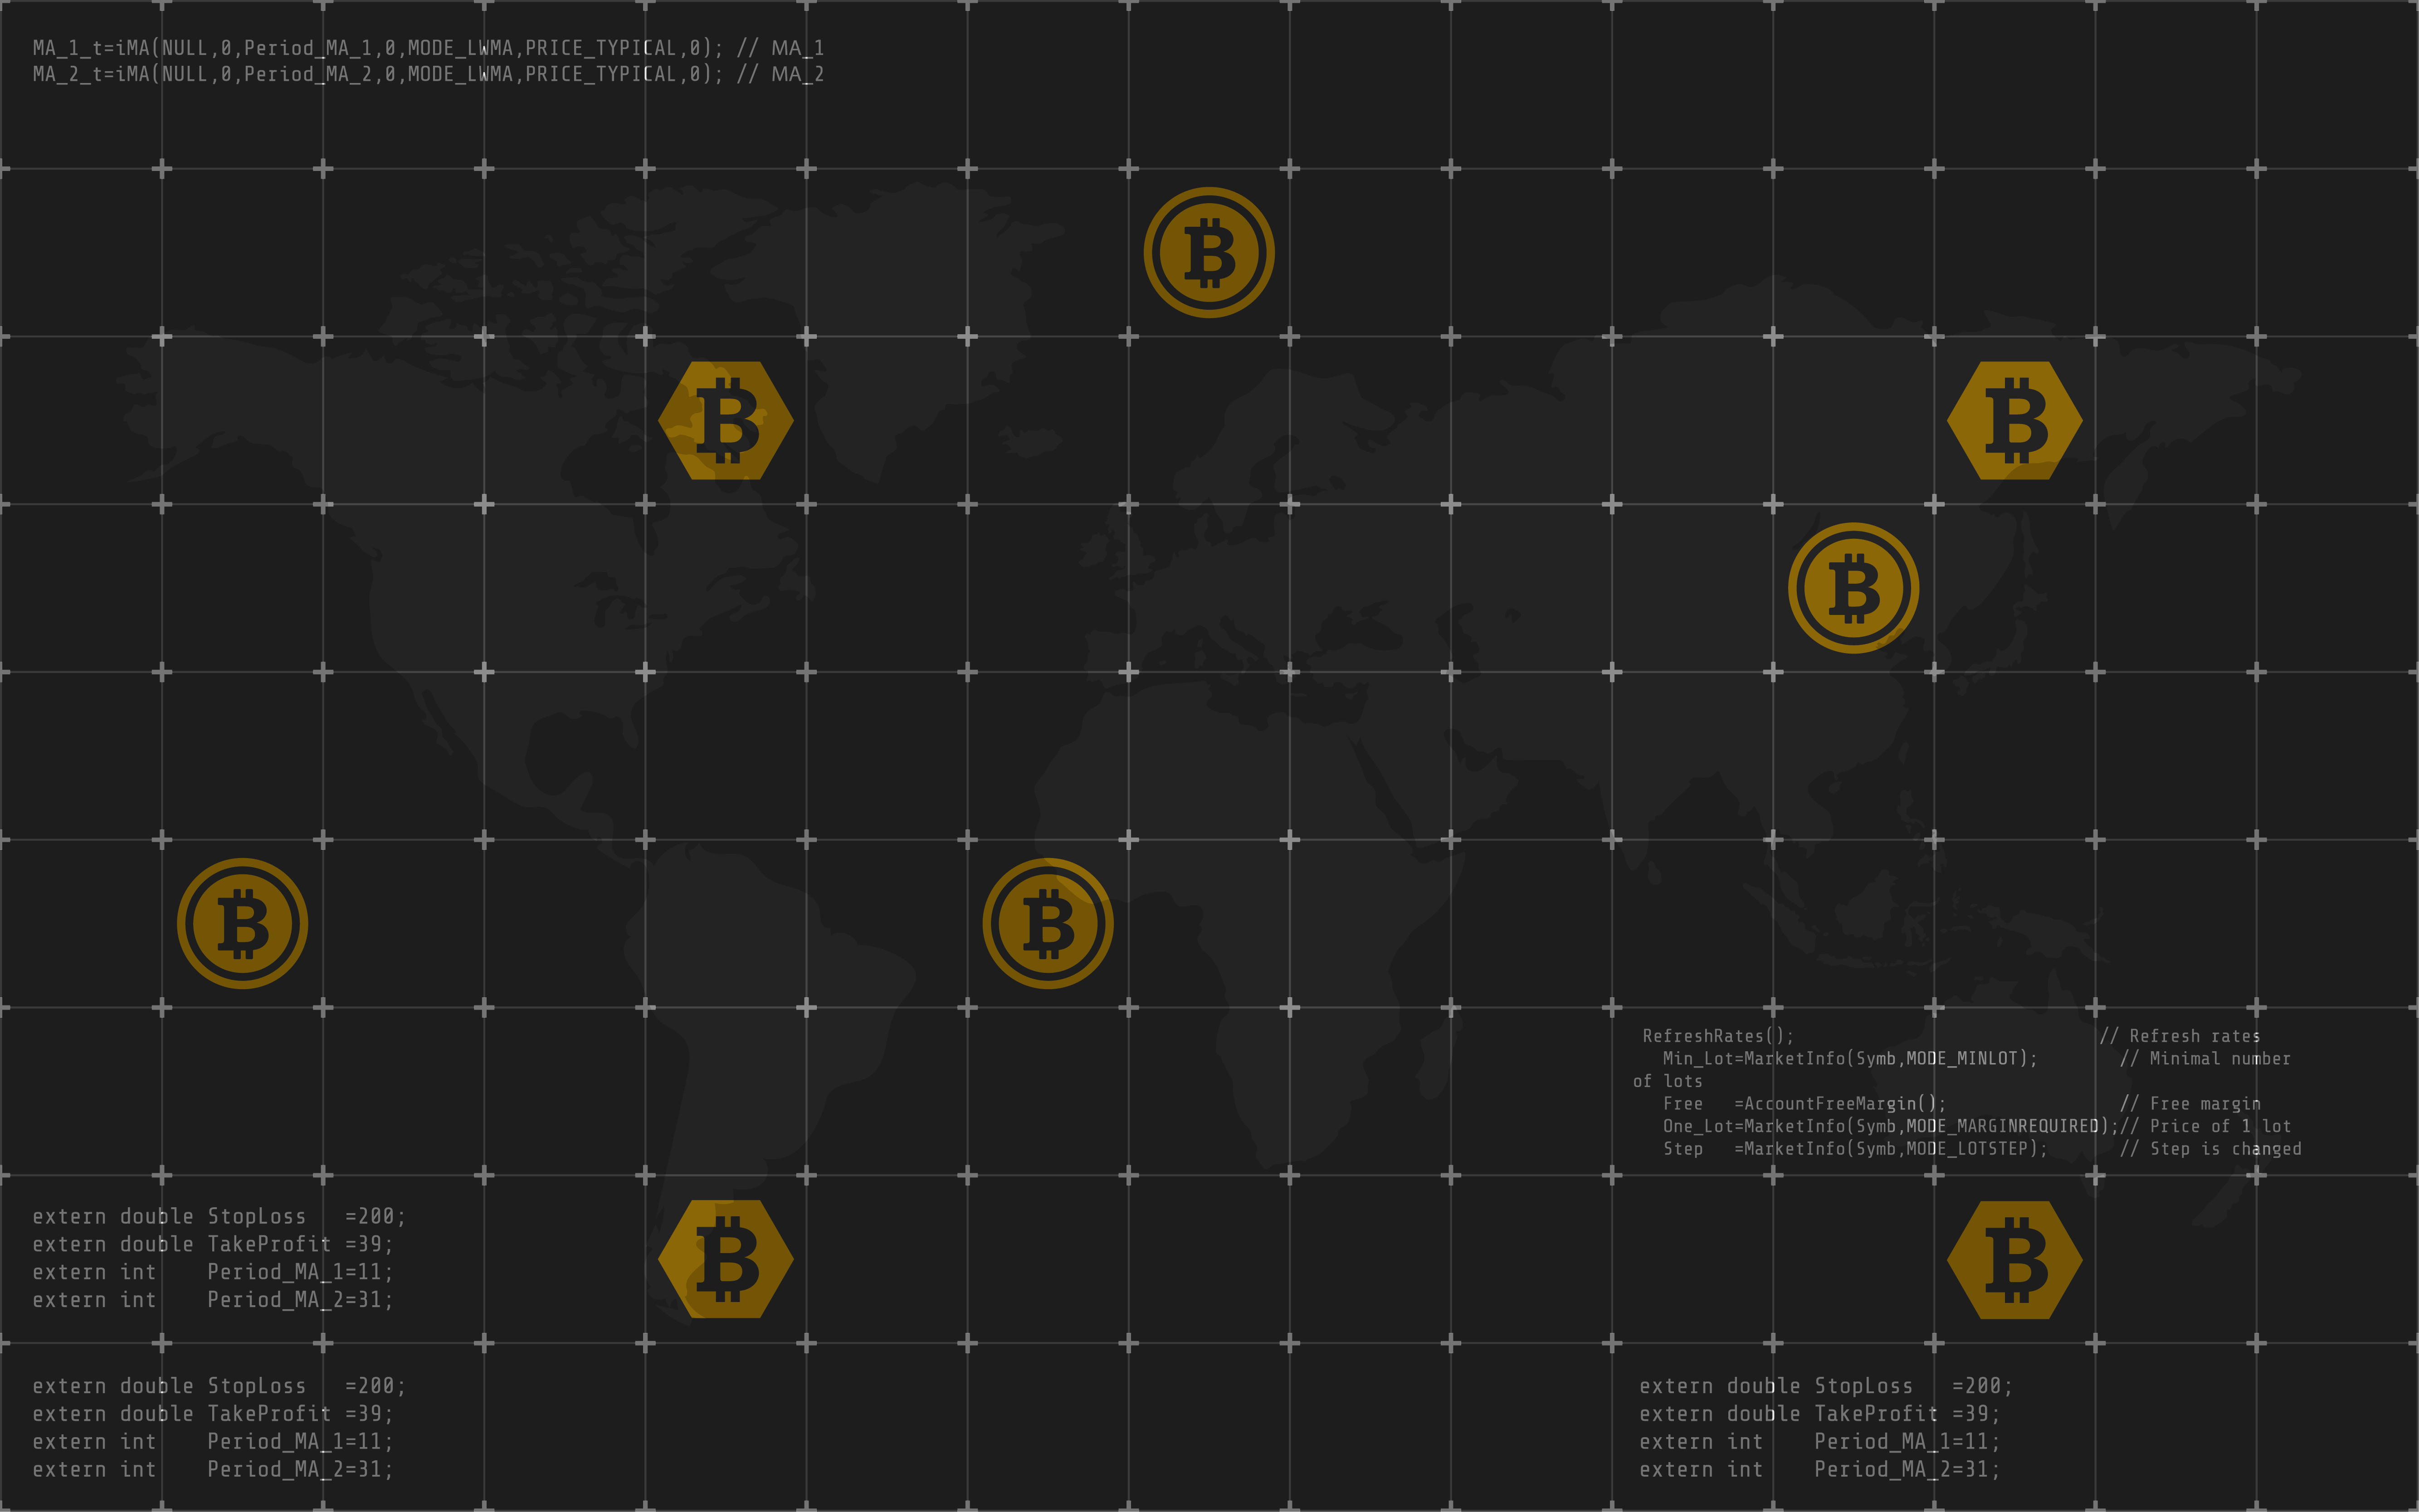 MA_1_t=iMA(NULL,0,Period_MA_1,0,MODE_LWMA,PRICE_TYPICAL,0); // MA_1
MA_2_t=iMA(NULL,0,Period_MA_2,0,MODE_LWMA,PRICE_TYPICAL,0); // MA_2
RefreshRates();                              // Refresh rates
Min_Lot=MarketInfo(Symb,MODE_MINLOT);        // Minimal number
of lots
Free   =AccountFreeMargin();                 // Free margin
One_Lot=MarketInfo(Symb,MODE_MARGINREQUIRED);// Price of 1 lot
Step   =MarketInfo(Symb,MODE_LOTSTEP);       // Step is changed
extern double StopLoss   =200;
extern double TakeProfit =39;
extern int    Period_MA_1=11;
extern int    Period_MA_2=31;
extern double StopLoss   =200;
extern double TakeProfit =39;
extern int    Period_MA_1=11;
extern int    Period_MA_2=31;
extern double StopLoss   =200;
extern double TakeProfit =39;
extern int    Period_MA_1=11;
extern int    Period_MA_2=31;